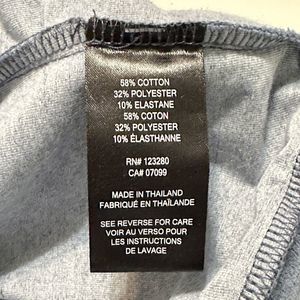 58% COTTON
32% POLYESTER
10% ELASTANE
58% COTON
32% POLYESTER
10% ÉLASTHANNE
RN# 123280
CA# 07099
MADE IN THAILAND
FABRIQUÉ EN THAÏLANDE
SEE REVERSE FOR CARE
VOIR AU VERSO POUR
LES INSTRUCTIONS
DE LAVAGE